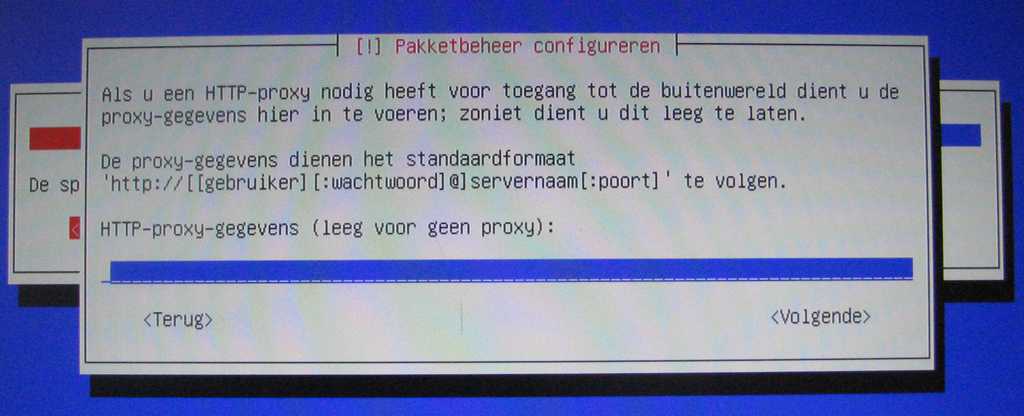 [!] Pakketbeheer configureren
Als u een HTTP-proxy nodig heeft voor toegang tot de buitenwereld dient u de
proxy-gegevens hier in te voeren; zoniet dient u dit leeg te laten.
De proxy-gegevens dienen het standaardformaat
'http://[[gebruiker][:wachtwoord]@]servernaam[:poort]' te volgen.
De sp
HTTP-proxy-gegevens (leeg voor geen proxy):
<
<Terug> <Volgende>